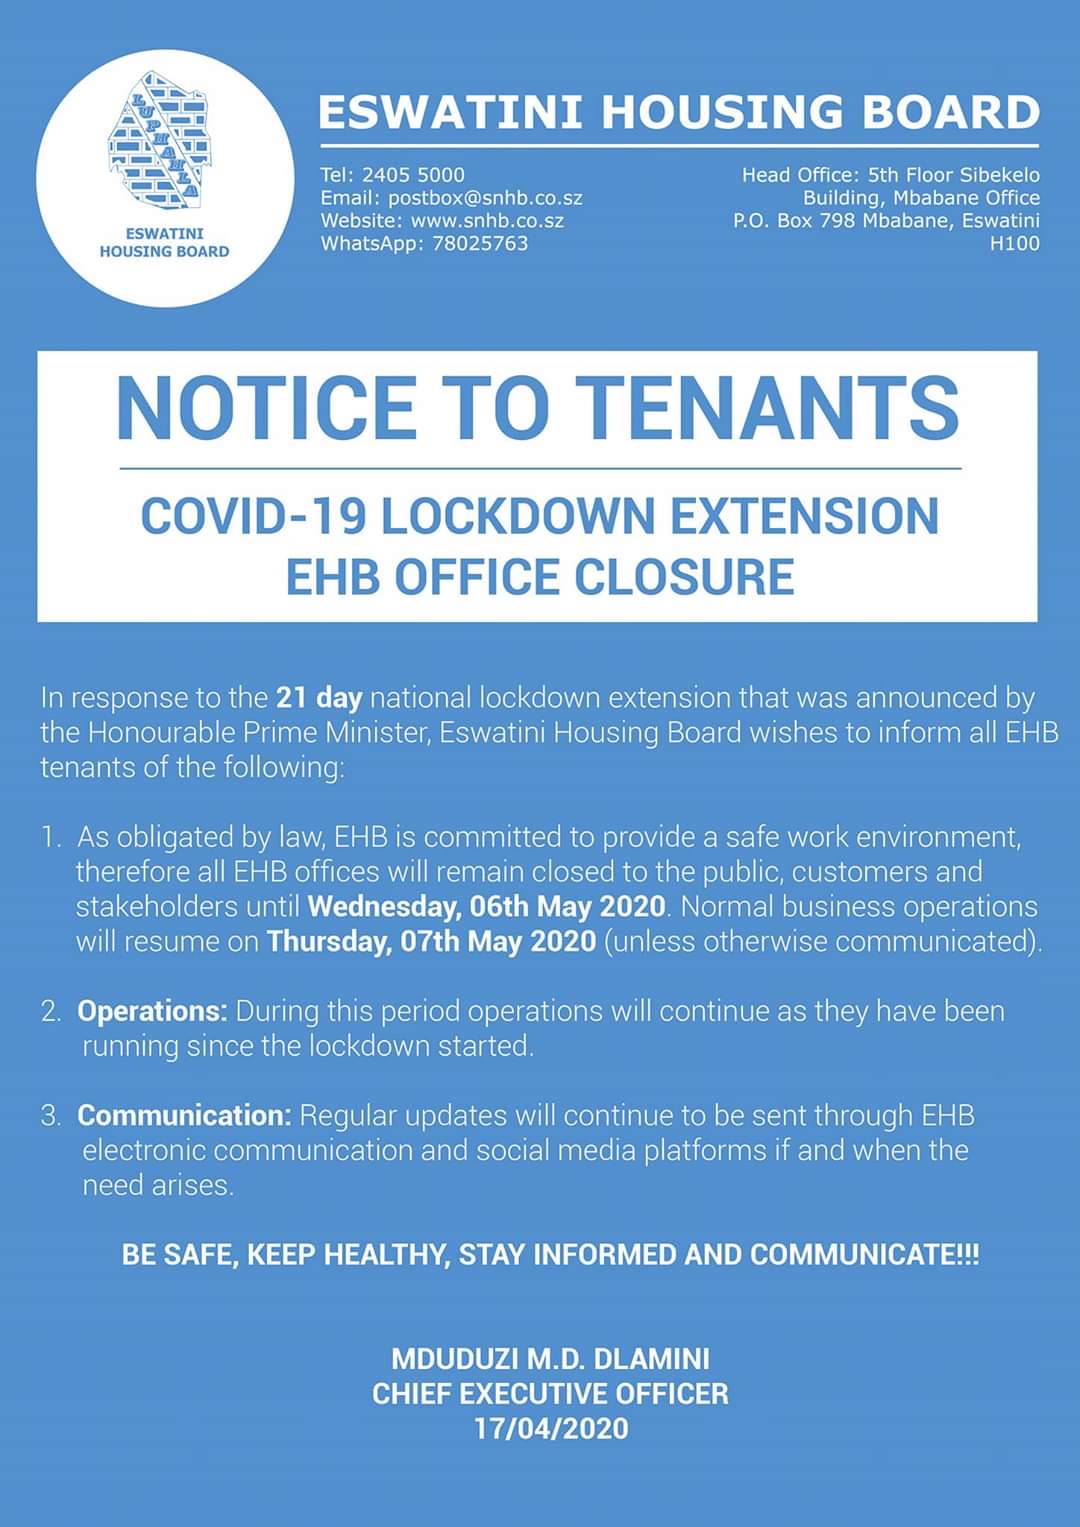 LUPHAHLA
ESWATINI
HOUSING BOARD
ESWATINI HOUSING BOARD
Tel: 2405 5000
Email: postbox@snhb.co.sz
Website: www.snhb.co.sz
WhatsApp: 78025763
Head Office: 5th Floor Sibekelo
Building, Mbabane Office
P.O. Box 798 Mbabane, Eswatini
H100
NOTICE TO TENANTS
COVID-19 LOCKDOWN EXTENSION
EHB OFFICE CLOSURE
In response to the 21 day national lockdown extension that was announced by
the Honourable Prime Minister, Eswatini Housing Board wishes to inform all EHB
tenants of the following:
1. As obligated by law, EHB is committed to provide a safe work environment,
therefore all EHB offices will remain closed to the public, customers and
stakeholders until Wednesday, 06th May 2020. Normal business operations
will resume on Thursday, 07th May 2020 (unless otherwise communicated).
2. Operations: During this period operations will continue as they have been
running since the lockdown started.
3. Communication: Regular updates will continue to be sent through EHB
electronic communication and social media platforms if and when the
need arises.
BE SAFE, KEEP HEALTHY, STAY INFORMED AND COMMUNICATE!!!
MDUDUZI M.D. DLAMINI
CHIEF EXECUTIVE OFFICER
17/04/2020